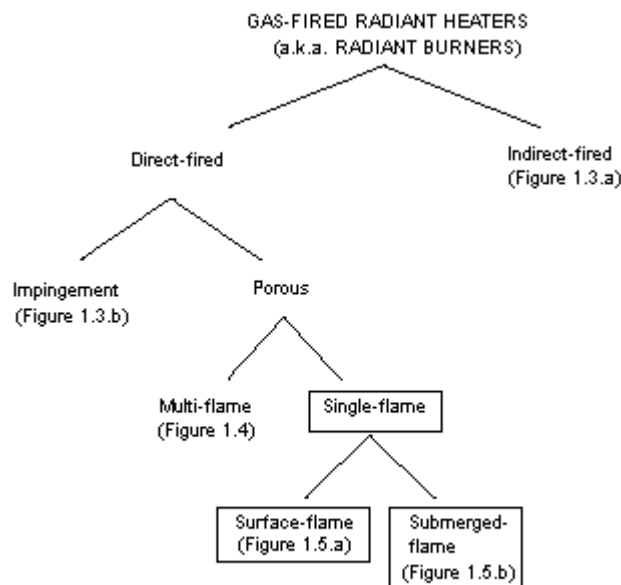 GAS-FIRED RADIANT HEATERS
(a.k.a. RADIANT BURNERS)
Direct-fired
Indirect-fired
(Figure 1.3.a)
Impingement
(Figure 1.3.b)
Porous
Multi-flame
(Figure 1.4)
Single-flame
Surface-flame
(Figure 1.5.a)
Submerged-
flame
(Figure 1.5.b)